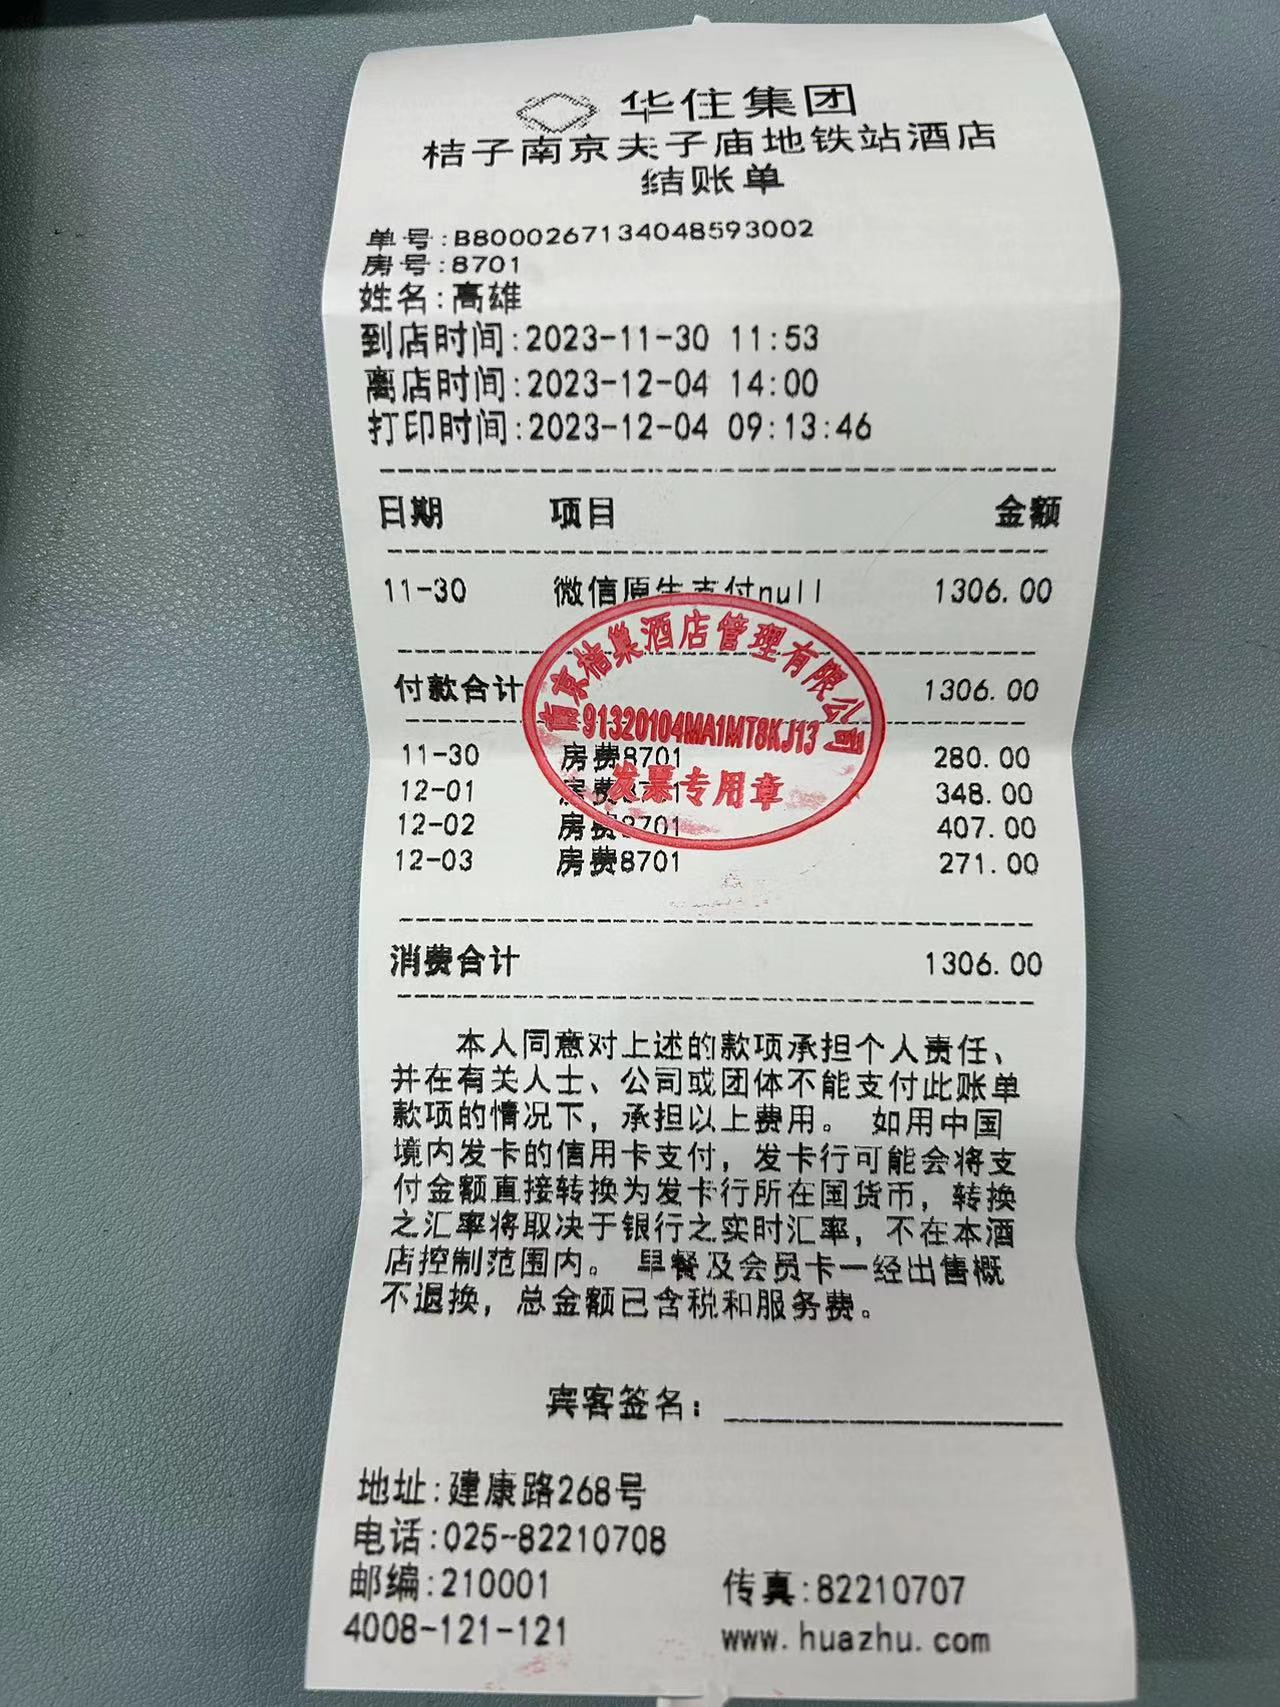 华住集团
桔子南京夫子庙地铁站酒店
结账单
单号:B8000267134048593002
房号:8701
姓名:高雄
到店时间:2023-11-30 11:53
离店时间:2023-12-04 14:00
打印时间:2023-12-04 09:13:46
日期 项目 金额
11-30 微信原生支付null 1306.00
付款合计 1306.00
南京桔巢酒店管理有限公司
91320104MA1MT8KJ13
发票专用章
11-30 房费8701 280.00
12-01 房费8701 348.00
12-02 房费8701 407.00
12-03 房费8701 271.00
消费合计 1306.00
本人同意对上述的款项承担个人责任、
并在有关人士、公司或团体不能支付此账单
款项的情况下，承担以上费用。 如用中国
境内发卡的信用卡支付，发卡行可能会将支
付金额直接转换为发卡行所在国货币，转换
之汇率将取决于银行之实时汇率，不在本酒
店控制范围内。 早餐及会员卡一经出售概
不退换，总金额已含税和服务费。
宾客签名：
地址:建康路268号
电话:025-82210708
邮编:210001 传真:82210707
4008-121-121 www.huazhu.com